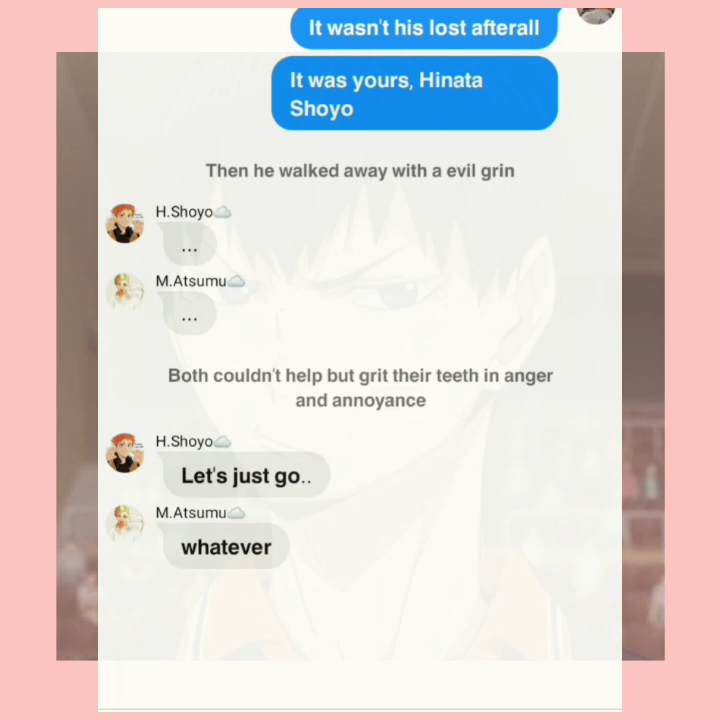 It wasn't his lost afterall
It was yours, Hinata
Shoyo
Then he walked away with a evil grin
H.Shoyo☁️
...
M.Atsumu☁️
...
Both couldn't help but grit their teeth in anger
and annoyance
H.Shoyo☁️
Let's just go..
M.Atsumu☁️
whatever